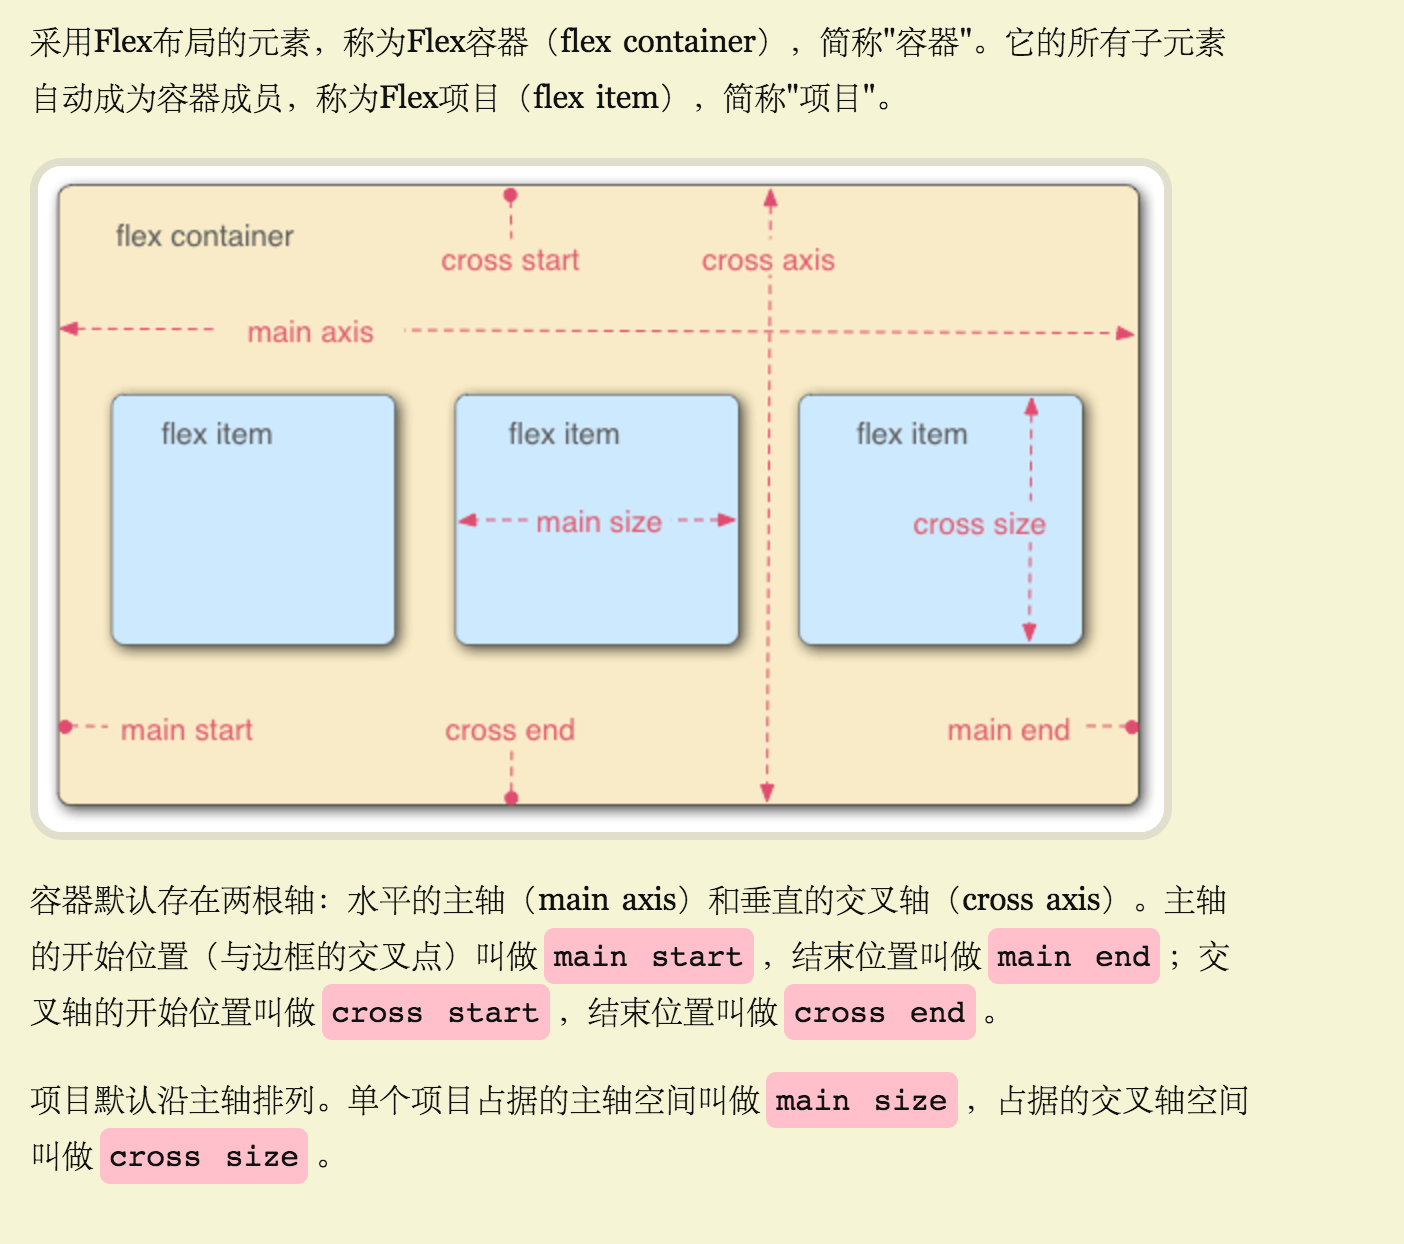 采用Flex布局的元素，称为Flex容器（flex container），简称"容器"。它的所有子元素
自动成为容器成员，称为Flex项目（flex item），简称"项目"。
flex container
cross start
cross axis
main axis
flex item
flex item
flex item
main size
cross size
main start
cross end
main end
容器默认存在两根轴：水平的主轴（main axis）和垂直的交叉轴（cross axis）。主轴
的开始位置（与边框的交叉点）叫做 main start ，结束位置叫做 main end ；交
叉轴的开始位置叫做 cross start ，结束位置叫做 cross end 。
项目默认沿主轴排列。单个项目占据的主轴空间叫做 main size ，占据的交叉轴空间
叫做 cross size 。